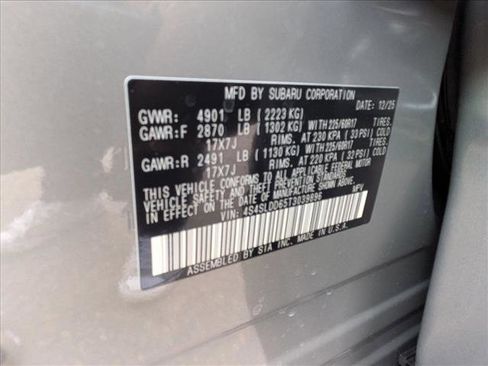 MFD BY SUBARU CORPORATION 12/25
GVWR: 4901 LB (2223 KG)
GAWR:F 2870 LB (1302 KG) WITH 225/60R17 TIRES.
17X7J RIMS. AT 230 KPA (33 PSI) COLD
GAWR:R 2491 LB (1130 KG) WITH 225/60R17 TIRES.
17X7J RIMS. AT 220 KPA (32 PSI) COLD
THIS VEHICLE CONFORMS TO ALL APPLICABLE FEDERAL MOTOR
VEHICLE SAFETY AND THEFT PREVENTION STANDARDS IN
EFFECT ON THE DATE OF MANUFACTURE SHOWN ABOVE.
VIN: 4S4SLDD65T3039896 MPV
ASSEMBLED BY SIA INC. MADE IN U.S.A.